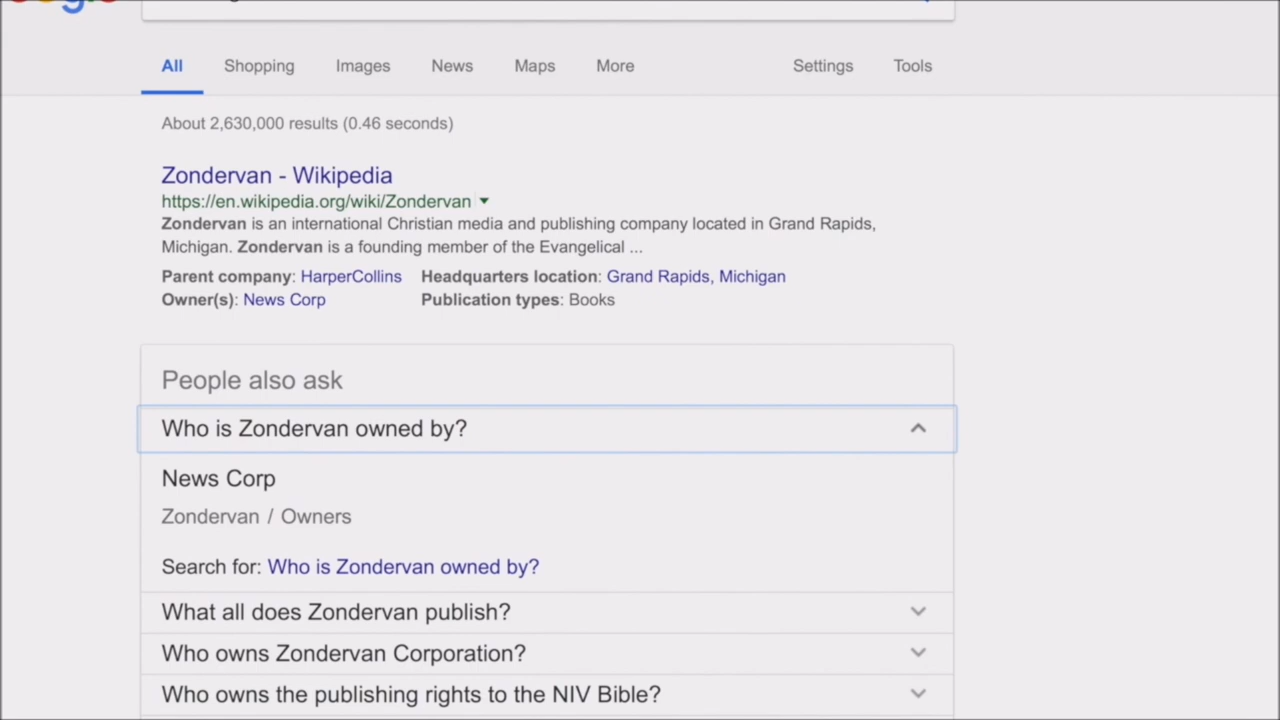 All Shopping Images News Maps More Settings Tools
About 2,630,000 results (0.46 seconds)
Zondervan - Wikipedia
https://en.wikipedia.org/wiki/Zondervan
Zondervan is an international Christian media and publishing company located in Grand Rapids,
Michigan. Zondervan is a founding member of the Evangelical ...
Parent company: HarperCollins Headquarters location: Grand Rapids, Michigan
Owner(s): News Corp Publication types: Books
People also ask
Who is Zondervan owned by?
News Corp
Zondervan / Owners
Search for: Who is Zondervan owned by?
What all does Zondervan publish?
Who owns Zondervan Corporation?
Who owns the publishing rights to the NIV Bible?